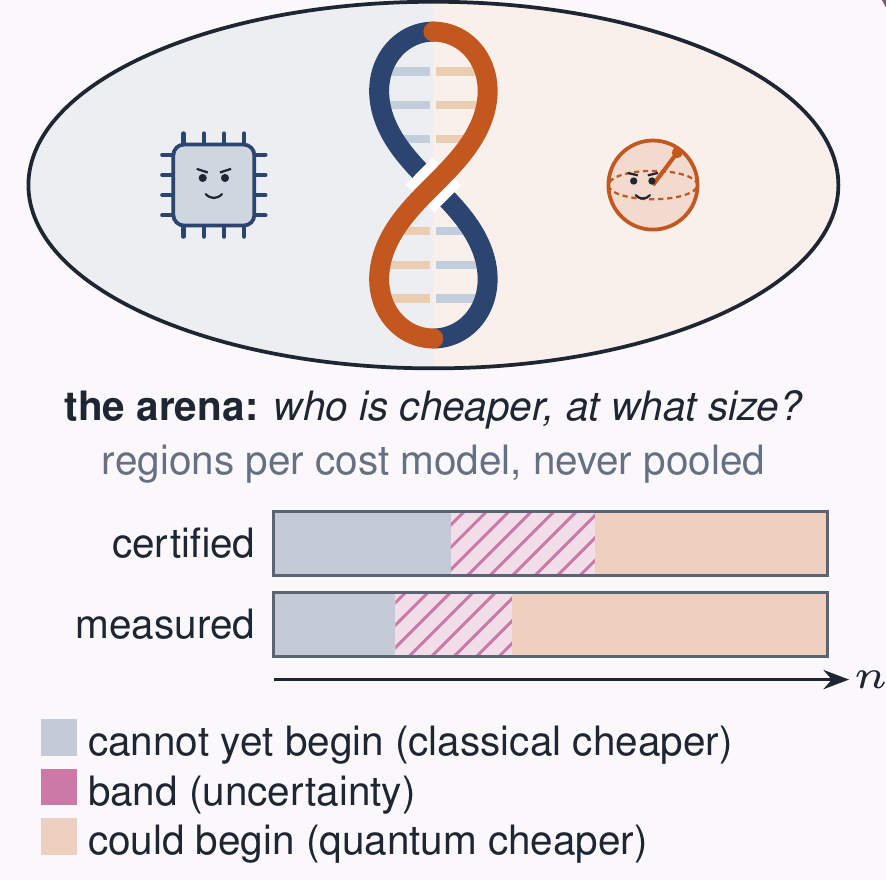 the arena: who is cheaper, at what size?
regions per cost model, never pooled
certified
measured
n
cannot yet begin (classical cheaper)
band (uncertainty)
could begin (quantum cheaper)